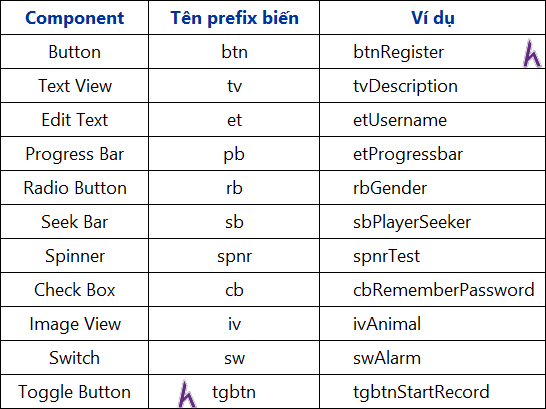 Component Tên prefix biến Ví dụ
Button btn btnRegister
Text View tv tvDescription
Edit Text et etUsername
Progress Bar pb etProgressbar
Radio Button rb rbGender
Seek Bar sb sbPlayerSeeker
Spinner spnr spnrTest
Check Box cb cbRememberPassword
Image View iv ivAnimal
Switch sw swAlarm
Toggle Button tgbtn tgbtnStartRecord